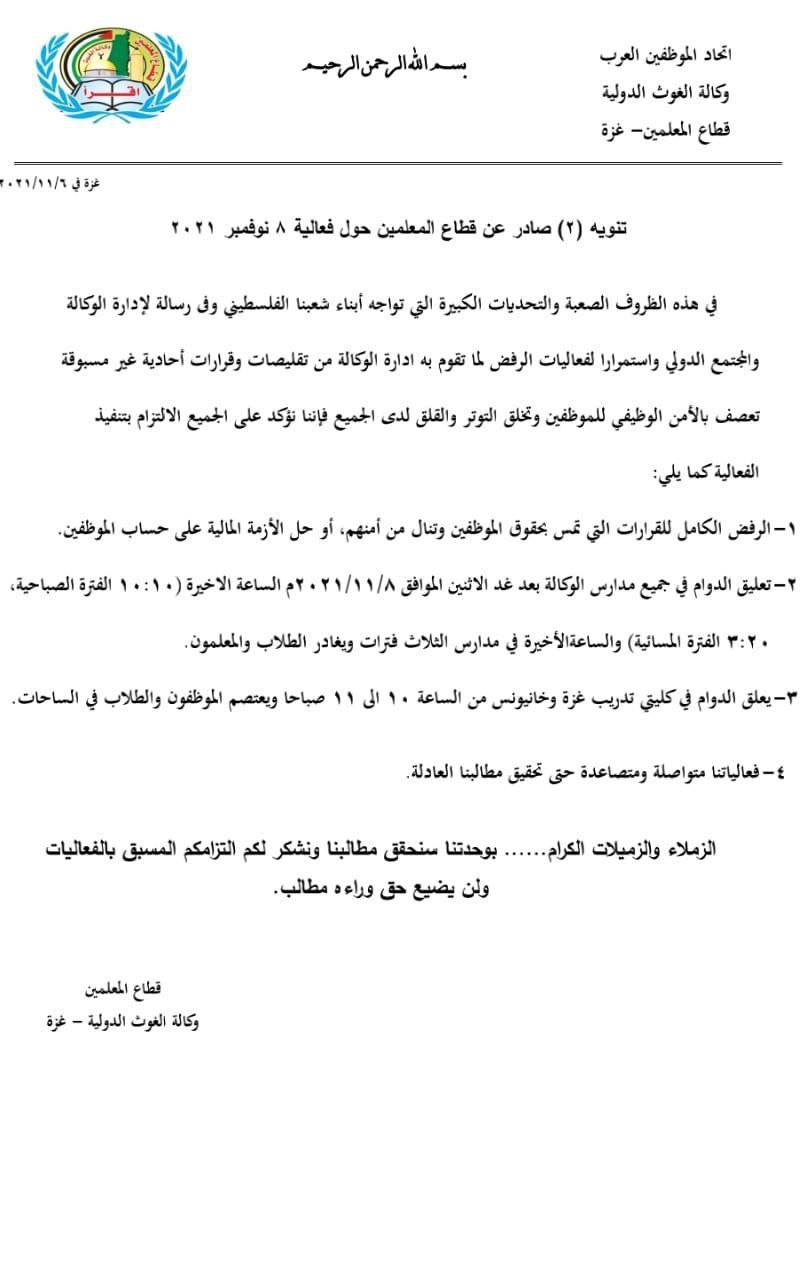 اتحاد الموظفين العرب
وكالة الغوث الدولية
قطاع المعلمين– غزة
بسم الله الرحمن الرحيم
اقرأ
غزة في ٢٠٢١/١١/٦
تنويه (٢) صادر عن قطاع المعلمين حول فعالية ٨ نوفمبر ٢٠٢١
في هذه الظروف الصعبة والتحديات الكبيرة التي تواجه أبناء شعبنا الفلسطيني وفى رسالة لإدارة الوكالة
والمجتمع الدولي واستمرارا لفعاليات الرفض لما تقوم به ادارة الوكالة من تقليصات وقرارات أحادية غير مسبوقة
تعصف بالأمن الوظيفي للموظفين وتخلق التوتر والقلق لدى الجميع فإننا نؤكد على الجميع الالتزام بتنفيذ
الفعالية كما يلي:
١– الرفض الكامل للقرارات التي تمس بحقوق الموظفين وتنال من أمنهم، أو حل الأزمة المالية على حساب الموظفين.
٢– تعليق الدوام في جميع مدارس الوكالة بعد غد الاثنين الموافق ٢٠٢١/١١/٨م الساعة الاخيرة (١٠:١٠ الفترة الصباحية،
٣:٢٠ الفترة المسائية) والساعةالأخيرة في مدارس الثلاث فترات ويغادر الطلاب والمعلمون.
٣– يعلق الدوام في كليتي تدريب غزة وخانيونس من الساعة ١٠ الى ١١ صباحا ويعتصم الموظفون والطلاب في الساحات.
٤– فعالياتنا متواصلة ومتصاعدة حتى تحقيق مطالبنا العادلة.
الزملاء والزميلات الكرام...... بوحدتنا سنحقق مطالبنا ونشكر لكم التزامكم المسبق بالفعاليات
ولن يضيع حق وراءه مطالب.
قطاع المعلمين
وكالة الغوث الدولية – غزة